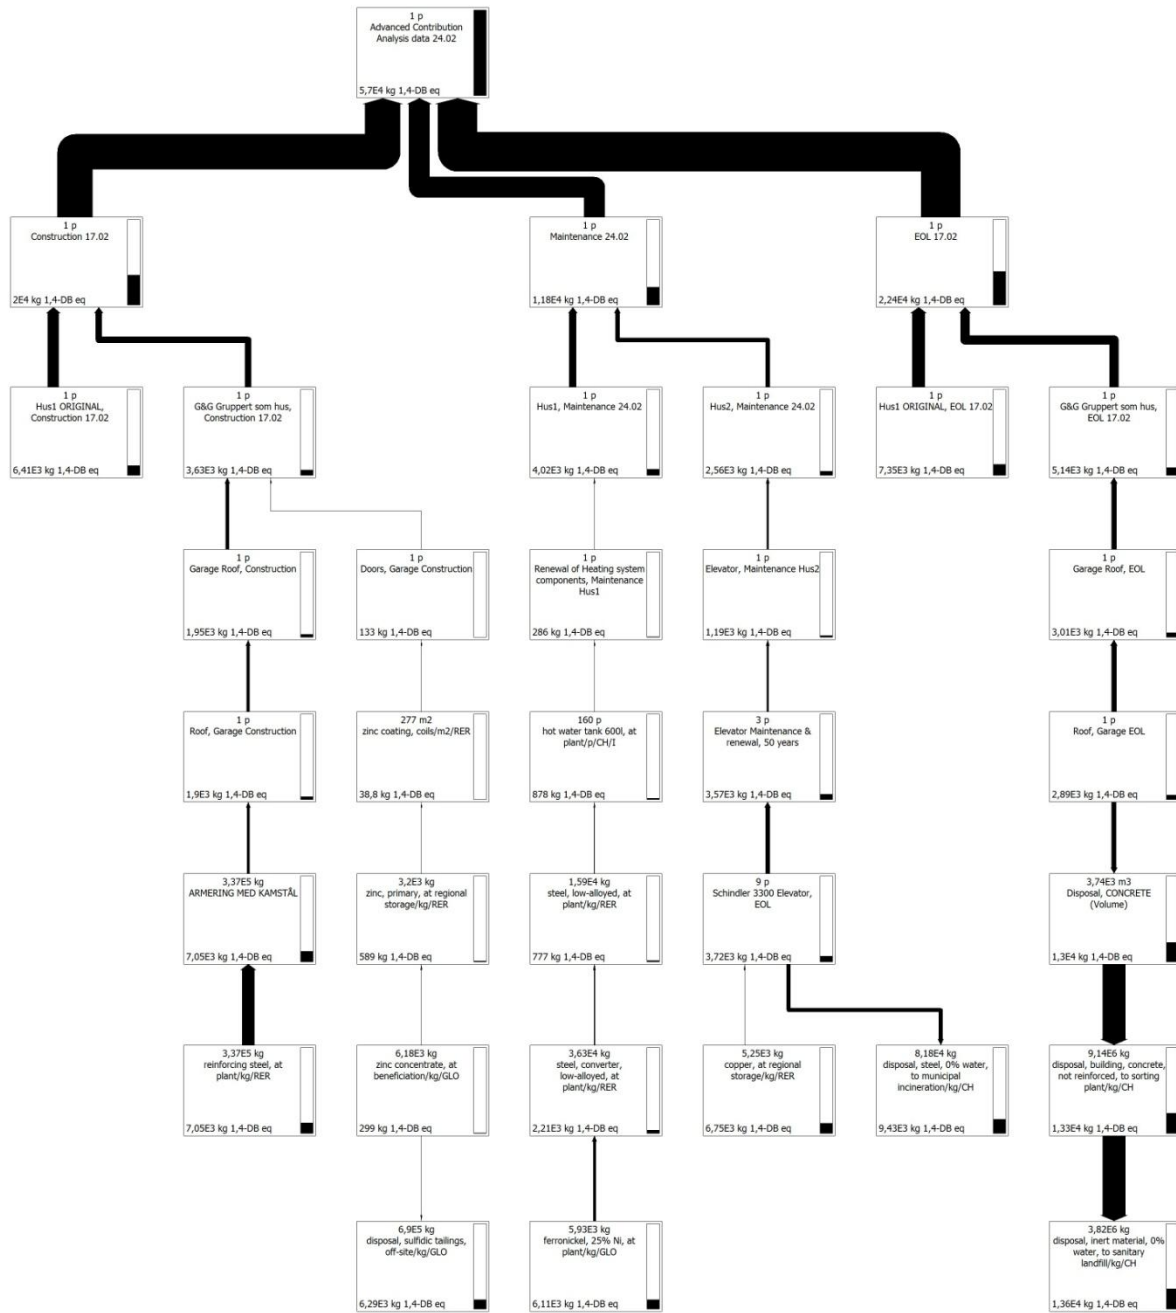 1 p
Advanced Contribution
Analysis data 24.02
5,7E4 kg 1,4-DB eq
1 p
Construction 17.02
2E4 kg 1,4-DB eq
1 p
Maintenance 24.02
1,18E4 kg 1,4-DB eq
1 p
EOL 17.02
2,24E4 kg 1,4-DB eq
1 p
Hus1 ORIGINAL,
Construction 17.02
6,41E3 kg 1,4-DB eq
1 p
G&G Gruppert som hus,
Construction 17.02
3,63E3 kg 1,4-DB eq
1 p
Hus1, Maintenance 24.02
4,02E3 kg 1,4-DB eq
1 p
Hus2, Maintenance 24.02
2,56E3 kg 1,4-DB eq
1 p
Hus1 ORIGINAL, EOL 17.02
7,35E3 kg 1,4-DB eq
1 p
G&G Gruppert som hus,
EOL 17.02
5,14E3 kg 1,4-DB eq
1 p
Garage Roof, Construction
1,95E3 kg 1,4-DB eq
1 p
Doors, Garage Construction
133 kg 1,4-DB eq
1 p
Renewal of Heating system
components, Maintenance
Hus1
286 kg 1,4-DB eq
1 p
Elevator, Maintenance Hus2
1,19E3 kg 1,4-DB eq
1 p
Garage Roof, EOL
3,01E3 kg 1,4-DB eq
1 p
Roof, Garage Construction
1,9E3 kg 1,4-DB eq
277 m2
zinc coating, coils/m2/RER
38,8 kg 1,4-DB eq
160 p
hot water tank 600l, at
plant/p/CH/I
878 kg 1,4-DB eq
3 p
Elevator Maintenance &
renewal, 50 years
3,57E3 kg 1,4-DB eq
1 p
Roof, Garage EOL
2,89E3 kg 1,4-DB eq
3,37E5 kg
ARMERING MED KAMSTÅL
7,05E3 kg 1,4-DB eq
3,2E3 kg
zinc, primary, at regional
storage/kg/RER
589 kg 1,4-DB eq
1,59E4 kg
steel, low-alloyed, at
plant/kg/RER
777 kg 1,4-DB eq
9 p
Schindler 3300 Elevator,
EOL
3,72E3 kg 1,4-DB eq
3,74E3 m3
Disposal, CONCRETE
(Volume)
1,3E4 kg 1,4-DB eq
3,37E5 kg
reinforcing steel, at
plant/kg/RER
7,05E3 kg 1,4-DB eq
6,18E3 kg
zinc concentrate, at
beneficiation/kg/GLO
299 kg 1,4-DB eq
3,63E4 kg
steel, converter,
low-alloyed, at
plant/kg/RER
2,21E3 kg 1,4-DB eq
5,25E3 kg
copper, at regional
storage/kg/RER
6,75E3 kg 1,4-DB eq
8,18E4 kg
disposal, steel, 0% water,
to municipal
incineration/kg/CH
9,43E3 kg 1,4-DB eq
9,14E6 kg
disposal, building, concrete,
not reinforced, to sorting
plant/kg/CH
1,33E4 kg 1,4-DB eq
6,9E5 kg
disposal, sulfidic tailings,
off-site/kg/GLO
6,29E3 kg 1,4-DB eq
5,93E3 kg
ferronickel, 25% Ni, at
plant/kg/GLO
6,11E3 kg 1,4-DB eq
3,82E6 kg
disposal, inert material, 0%
water, to sanitary
landfill/kg/CH
1,36E4 kg 1,4-DB eq